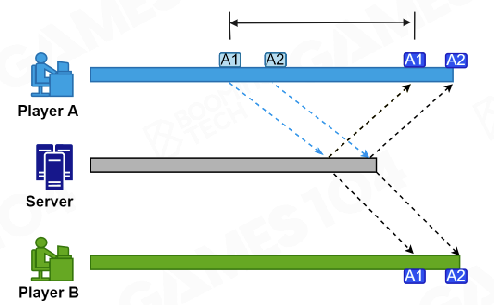 A1 A2 A1 A2
Player A
Server
Player B
A1 A2